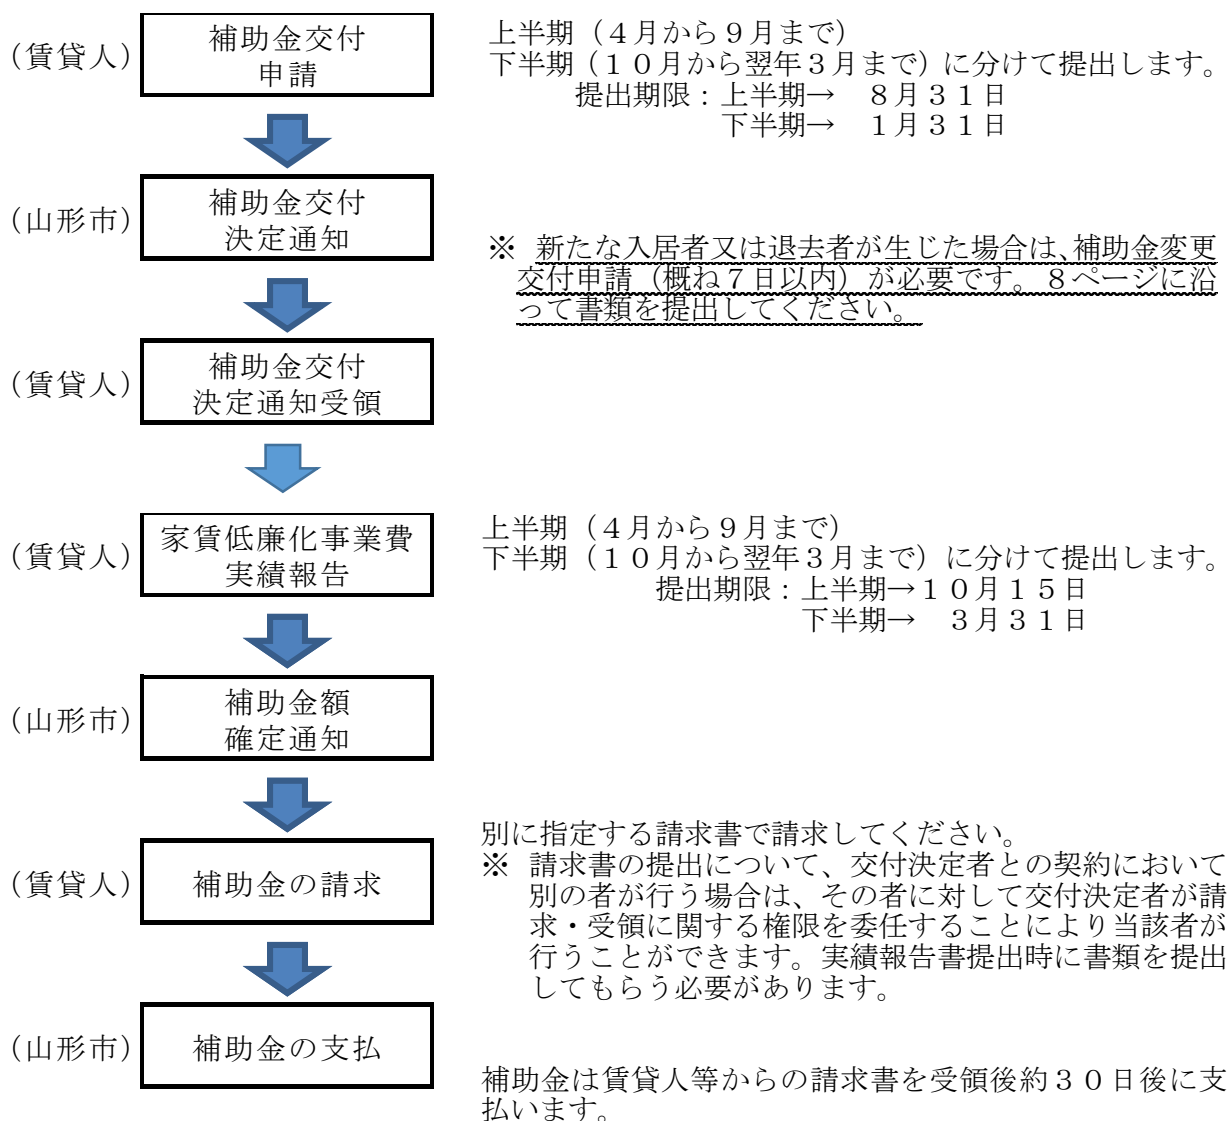 (賃貸人)
補助金交付
申請
上半期（４月から９月まで）
下半期（１０月から翌年３月まで）に分けて提出します。
提出期限：上半期→　８月３１日
下半期→　１月３１日
(山形市)
補助金交付
決定通知
※　新たな入居者又は退去者が生じた場合は、補助金変更
交付申請（概ね７日以内）が必要です。８ページに沿
って書類を提出してください。
(賃貸人)
補助金交付
決定通知受領
(賃貸人)
家賃低廉化事業費
実績報告
上半期（４月から９月まで）
下半期（１０月から翌年３月まで）に分けて提出します。
提出期限：上半期→１０月１５日
下半期→　３月３１日
(山形市)
補助金額
確定通知
(賃貸人)
補助金の請求
別に指定する請求書で請求してください。
※　請求書の提出について、交付決定者との契約において
別の者が行う場合は、その者に対して交付決定者が請
求・受領に関する権限を委任することにより当該者が
行うことができます。実績報告書提出時に書類を提出
してもらう必要があります。
(山形市)
補助金の支払
補助金は賃貸人等からの請求書を受領後約３０日後に支
払います。